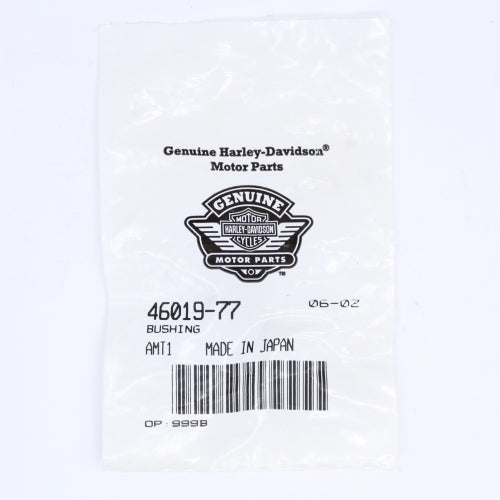 Genuine Harley-Davidson®
Motor Parts
GENUINE
MOTOR
HARLEY-DAVIDSON
CYCLES
MOTOR PARTS
™
46019-77 06-02
BUSHING
AMT1 MADE IN JAPAN
OP: 999B